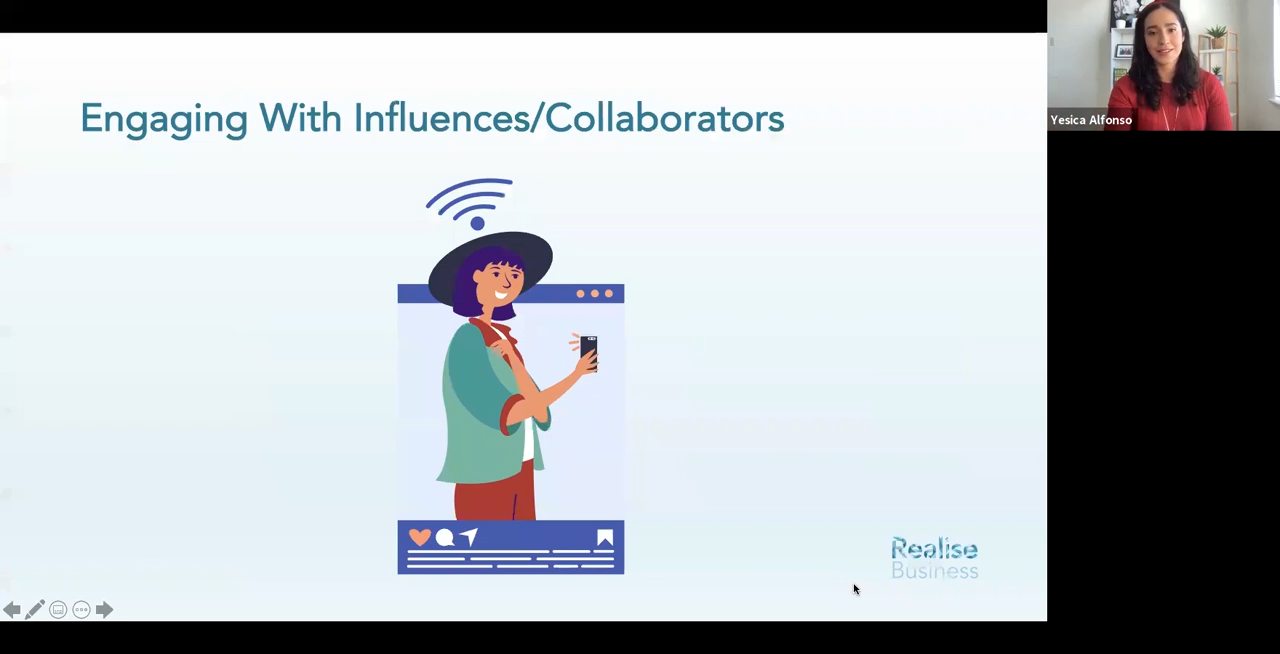 Engaging With Influences/Collaborators
Yesica Alfonso
Realise
Business